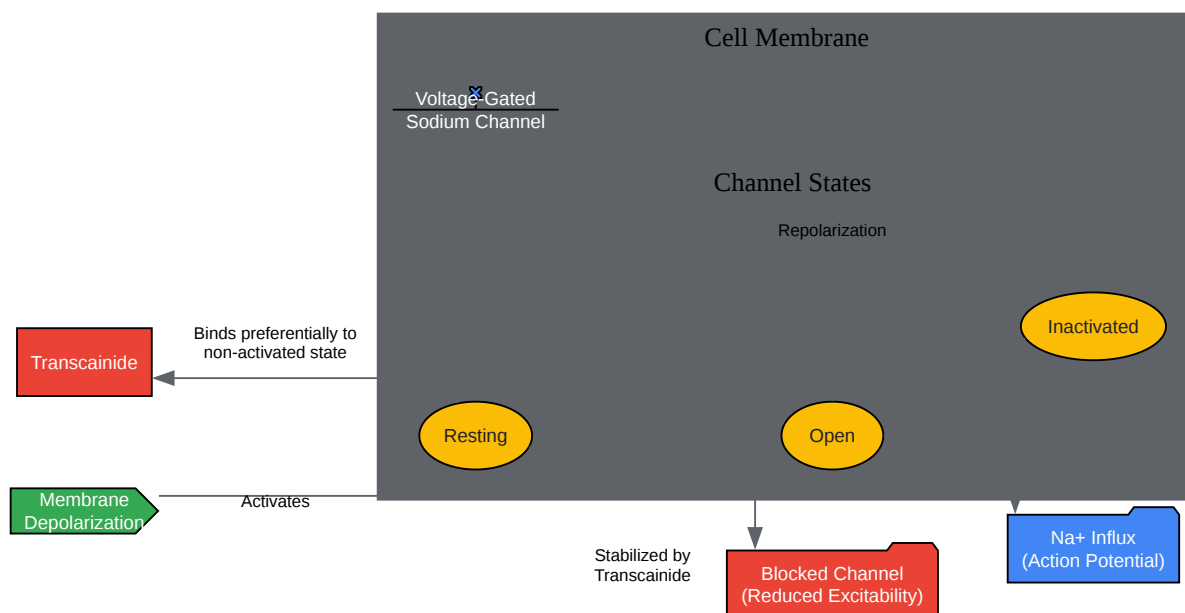 Cell Membrane
Voltage-Gated
Sodium Channel
Channel States
Repolarization
Inactivated
Binds preferentially to
non-activated state
Transcainide
Resting
Open
Membrane
Depolarization
Activates
Na+ Influx
(Action Potential)
Stabilized by
Transcainide
Blocked Channel
(Reduced Excitability)